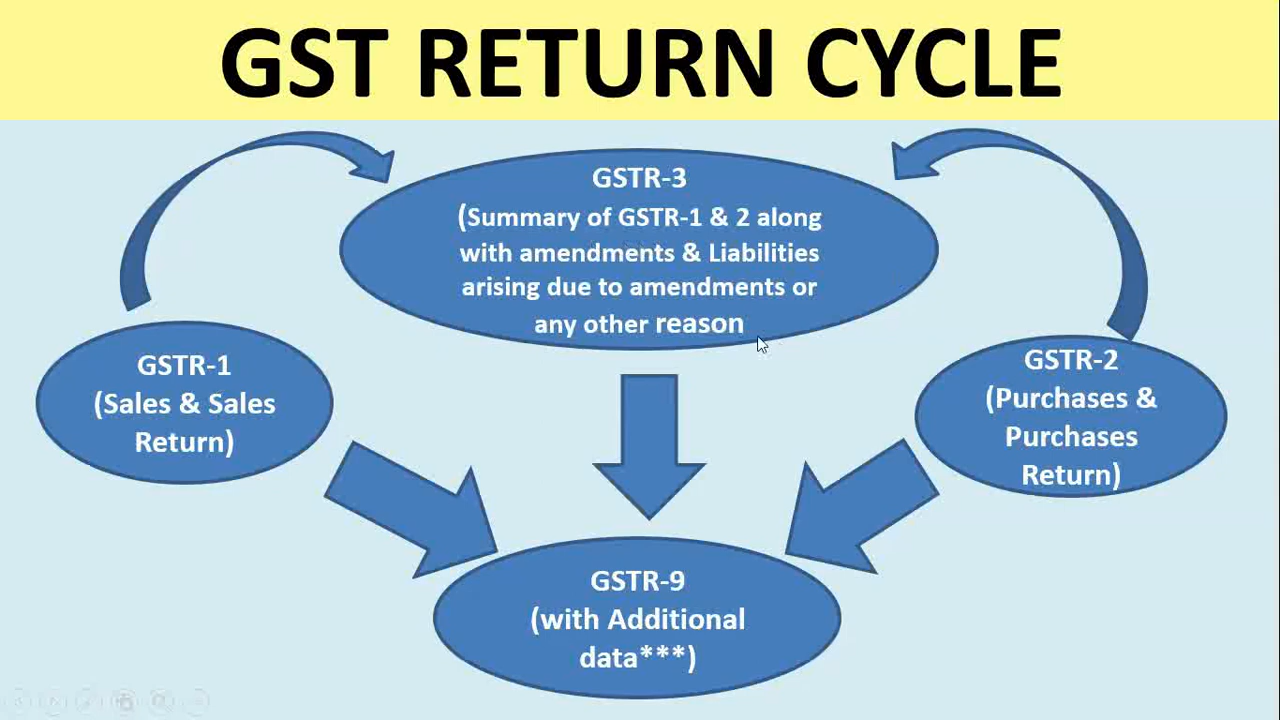 GST RETURN CYCLE
GSTR-3
(Summary of GSTR-1 & 2 along
with amendments & Liabilities
arising due to amendments or
any other reason
GSTR-1
(Sales & Sales
Return)
GSTR-2
(Purchases &
Purchases
Return)
GSTR-9
(with Additional
data***)